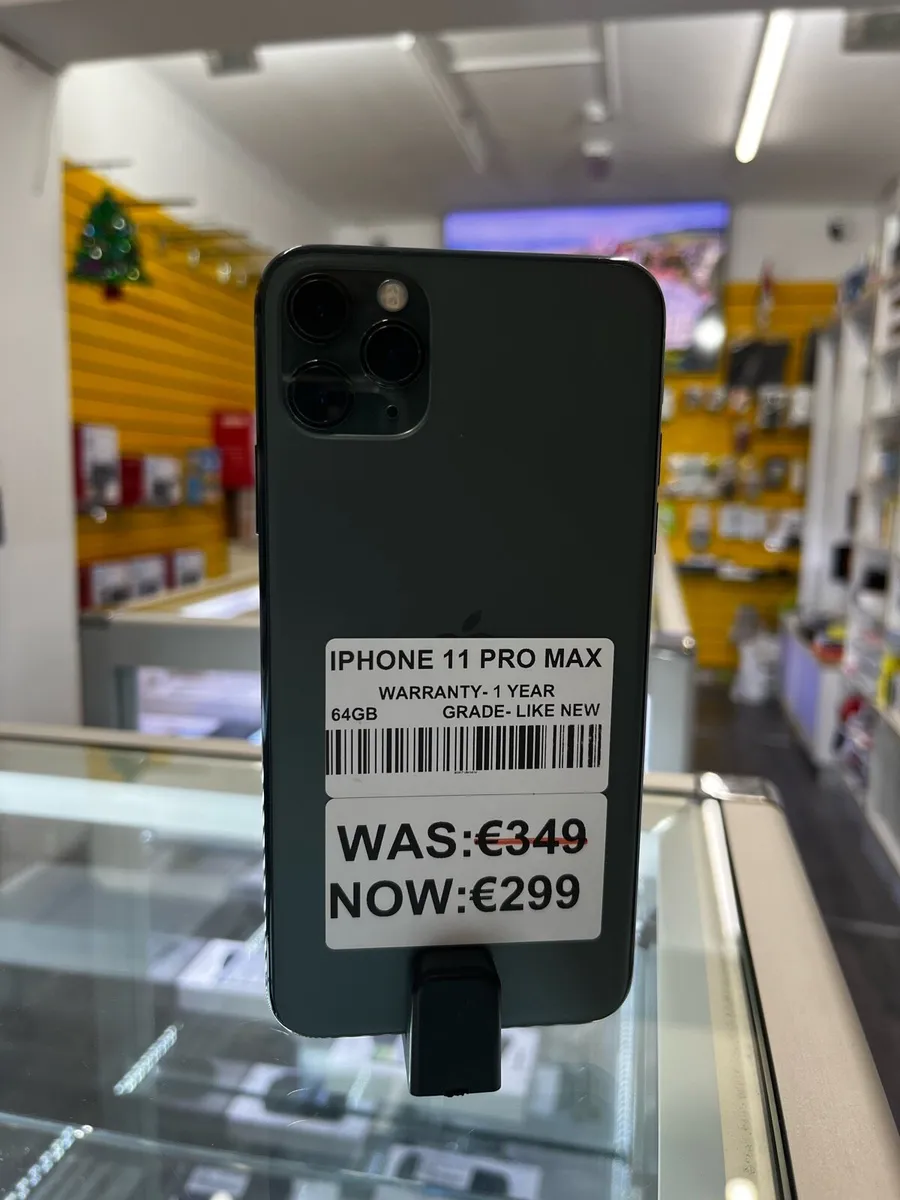 IPHONE 11 PRO MAX
WARRANTY- 1 YEAR
64GB GRADE- LIKE NEW
WAS:€349
NOW:€299